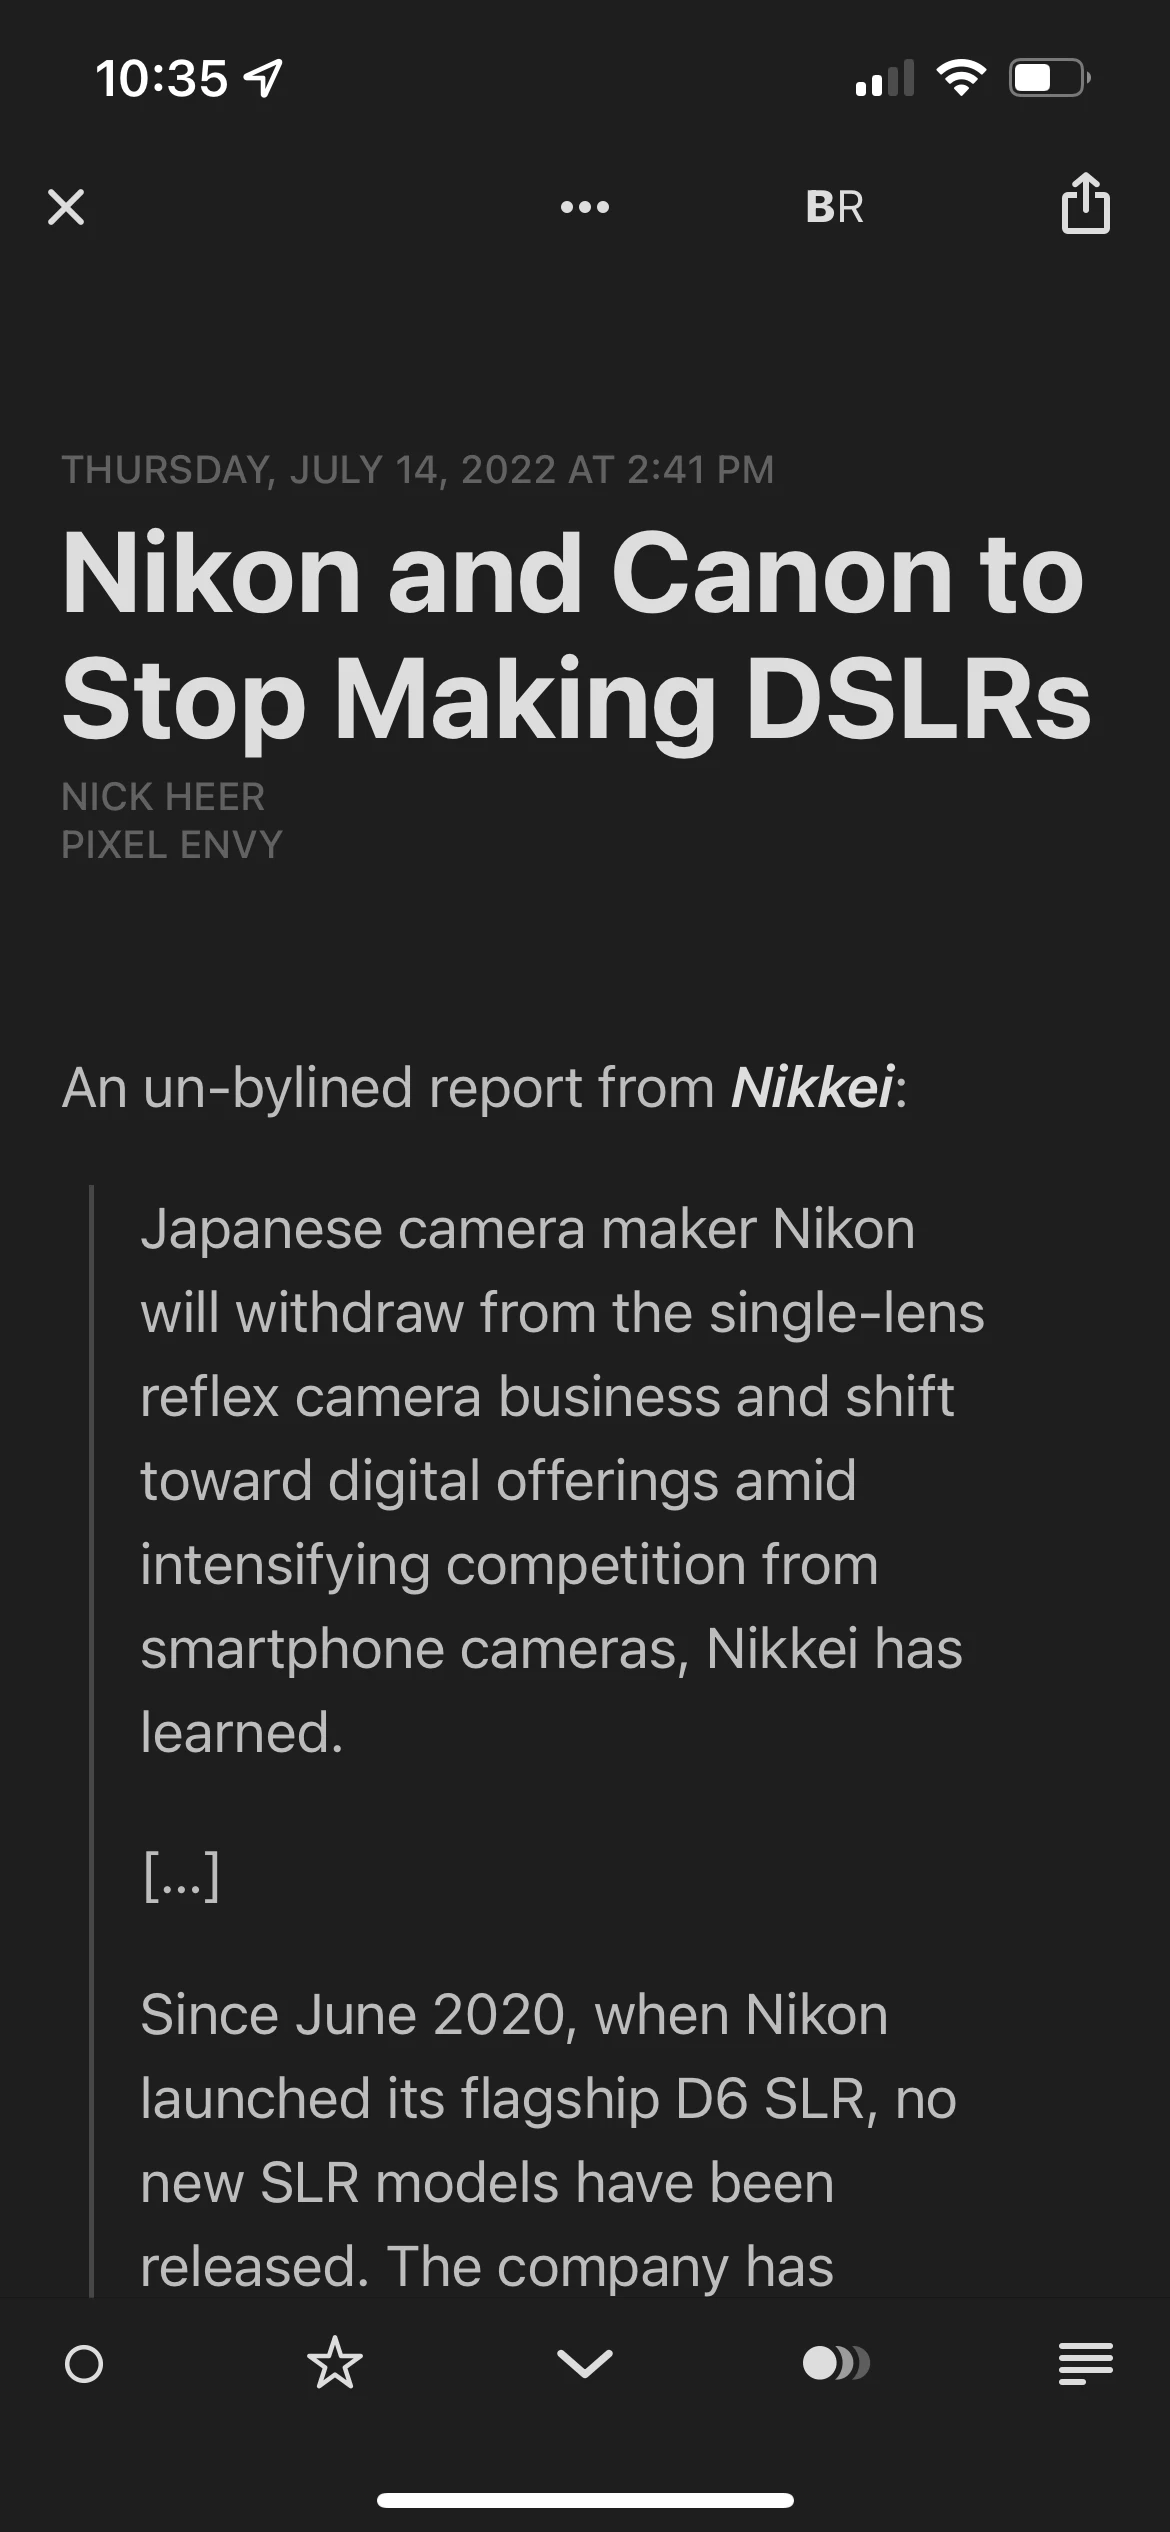 10:35
BR
THURSDAY, JULY 14, 2022 AT 2:41 PM
Nikon and Canon to
Stop Making DSLRs
NICK HEER
PIXEL ENVY
An un-bylined report from Nikkei:
Japanese camera maker Nikon
will withdraw from the single-lens
reflex camera business and shift
toward digital offerings amid
intensifying competition from
smartphone cameras, Nikkei has
learned.
[…]
Since June 2020, when Nikon
launched its flagship D6 SLR, no
new SLR models have been
released. The company has